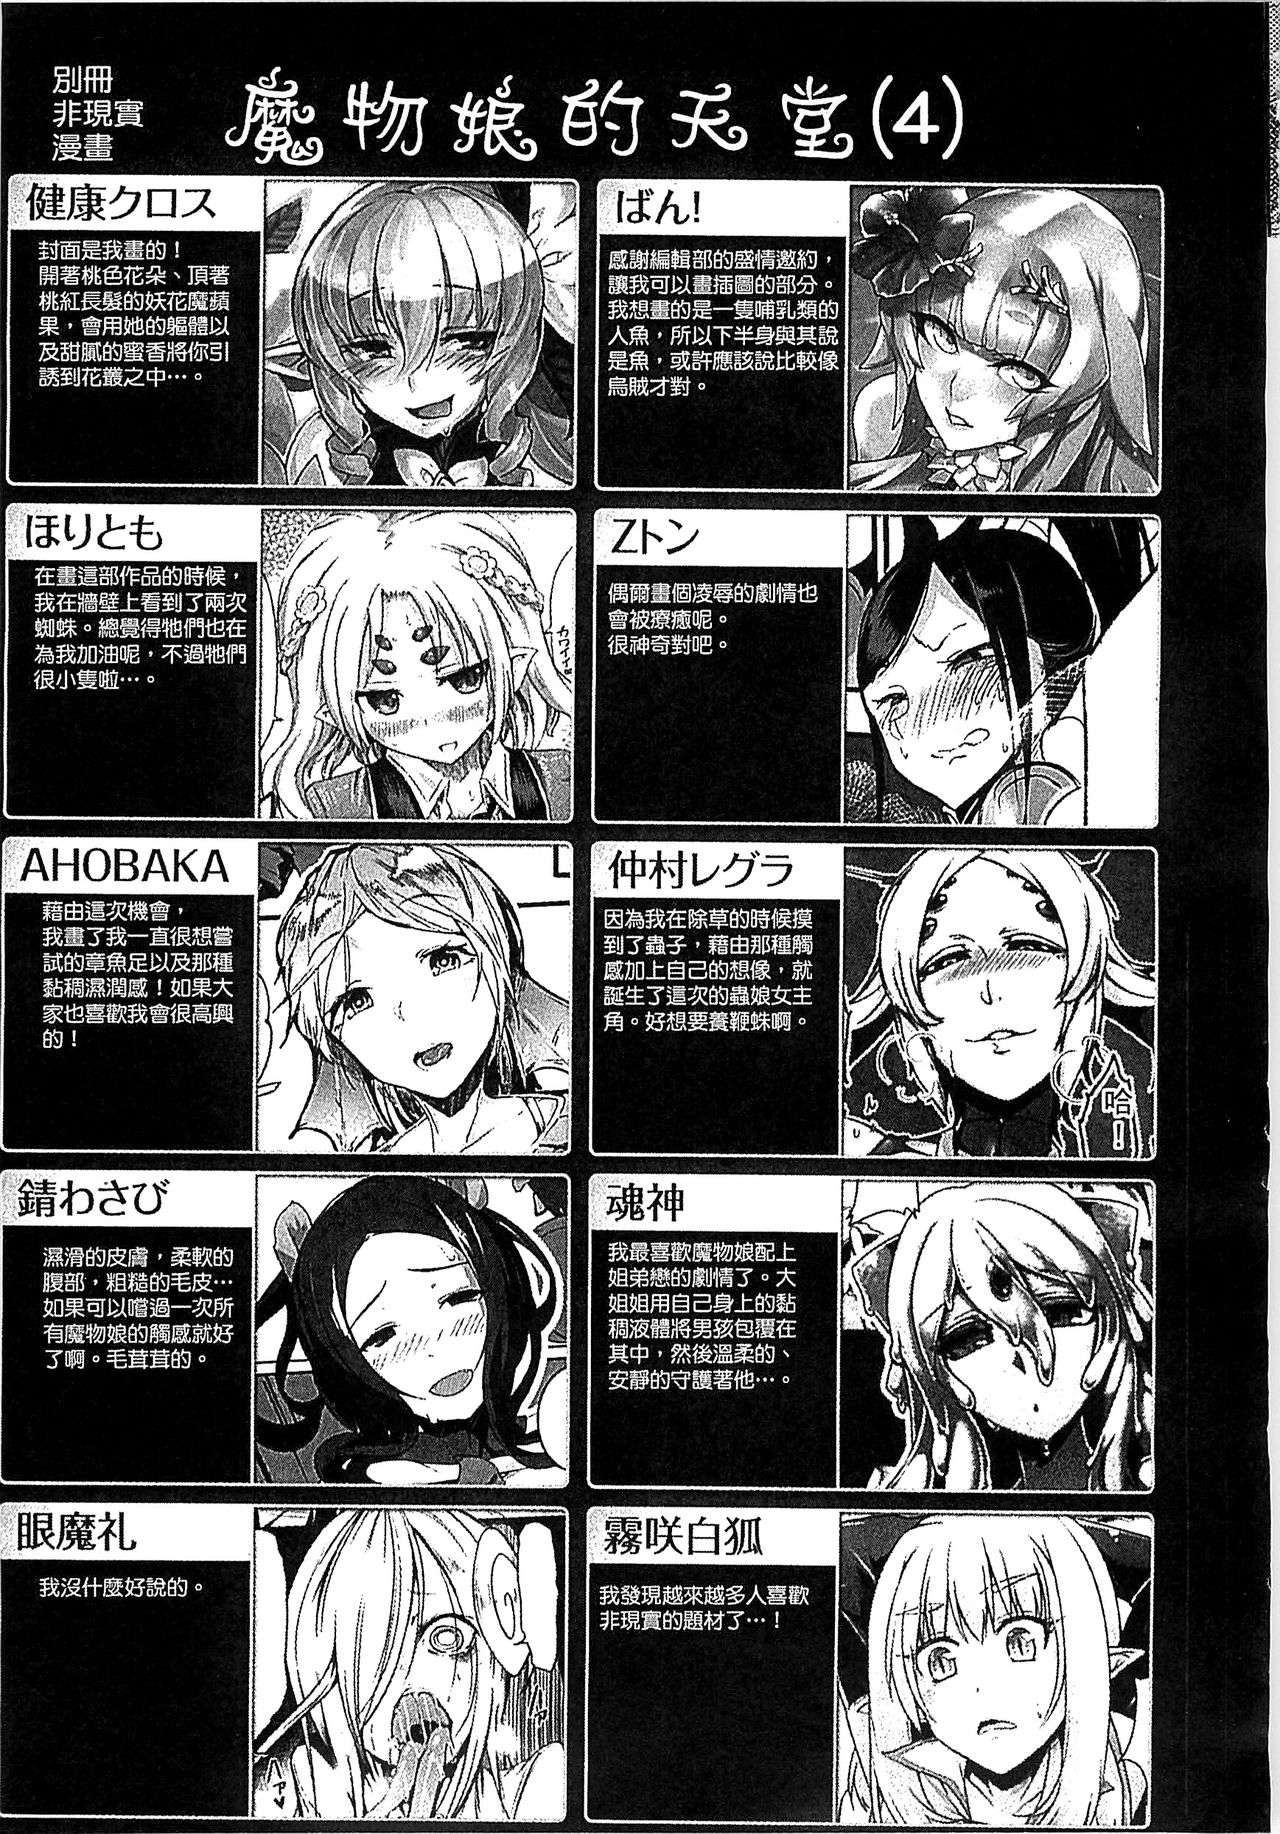 別冊
非現實
漫畫
魔物娘的天堂(4)
健康クロス
封面是我畫的！
開著桃色花朵、頂著
桃紅長髮的妖花魔蘋
果，會用她的軀體以
及甜膩的蜜香將你引
誘到花叢之中…。
ばん!
感謝編輯部的盛情邀約，
讓我可以畫插圖的部分。
我想畫的是一隻哺乳類的
人魚，所以下半身與其說
是魚，或許應該說比較像
烏賊才對。
ほりとも
在畫這部作品的時候，
我在牆壁上看到了兩次
蜘蛛。總覺得牠們也在
為我加油呢，不過牠們
很小隻啦…。
カワイイ
Zトン
偶爾畫個凌辱的劇情也
會被療癒呢。
很神奇對吧。
AHOBAKA
藉由這次機會，
我畫了我一直很想嘗
試的章魚足以及那種
黏稠濕潤感！如果大
家也喜歡我會很高興
的！
仲村レグラ
因為我在除草的時候摸
到了蟲子，藉由那種觸
感加上自己的想像，就
誕生了這次的蟲娘女主
角。好想要養鞭蛛啊。
哈！
錆わさび
濕滑的皮膚，柔軟的
腹部，粗糙的毛皮…
如果可以嚐過一次所
有魔物娘的觸感就好
了啊。毛茸茸的。
魂神
我最喜歡魔物娘配上
姐弟戀的劇情了。大
姐姐用自己身上的黏
稠液體將男孩包覆在
其中，然後溫柔的、
安靜的守護著他…。
眼魔礼
我沒什麼好說的。
霧咲白狐
我發現越來越多人喜歡
非現實的題材了…！